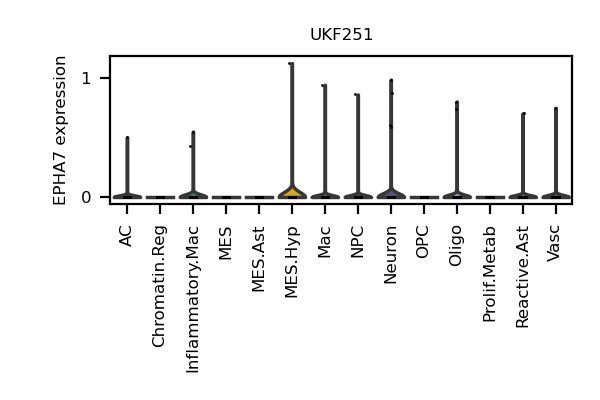 UKF251
EPHA7 expression
1
0
AC
Chromatin.Reg
Inflammatory.Mac
MES
MES.Ast
MES.Hyp
Mac
NPC
Neuron
OPC
Oligo
Prolif.Metab
Reactive.Ast
Vasc